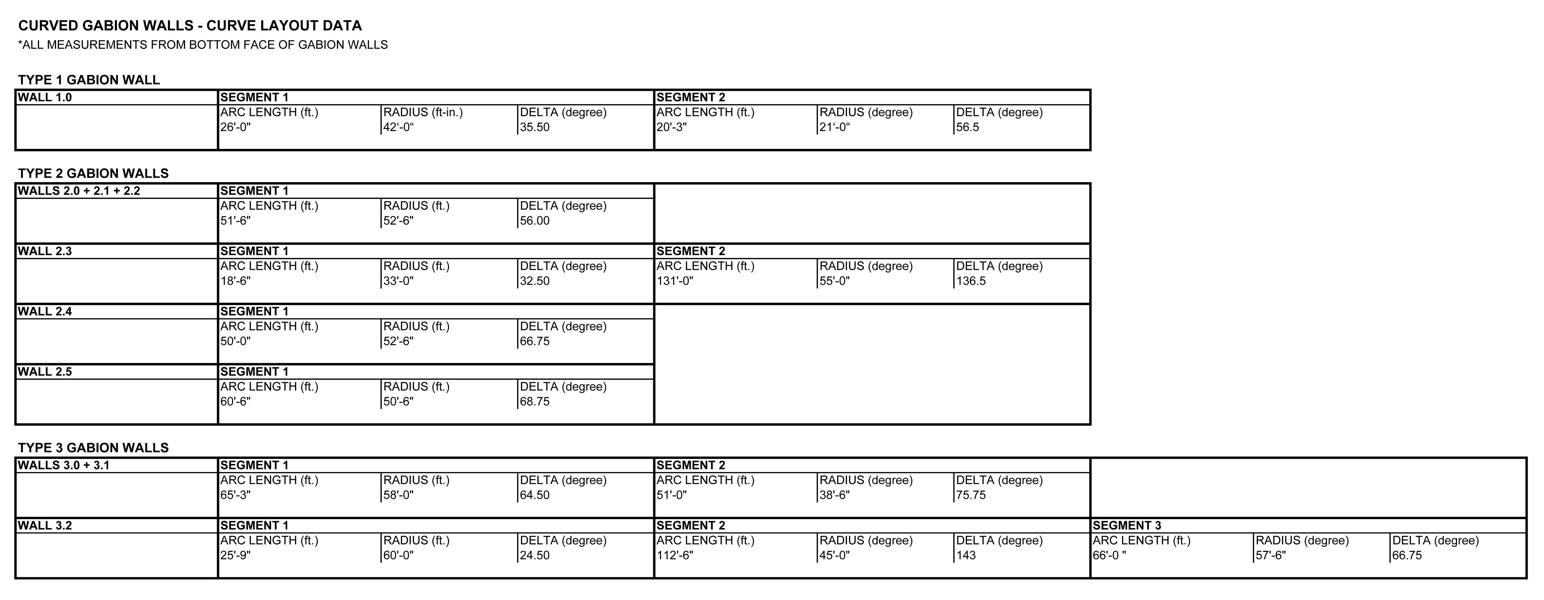 CURVED GABION WALLS - CURVE LAYOUT DATA
*ALL MEASUREMENTS FROM BOTTOM FACE OF GABION WALLS
TYPE 1 GABION WALL
WALL 1.0 SEGMENT 1 SEGMENT 2
ARC LENGTH (ft.) RADIUS (ft-in.) DELTA (degree) ARC LENGTH (ft.) RADIUS (degree) DELTA (degree)
26'-0" 42'-0“ 35.50 20'-3" 21‘-0“ 56.5
TYPE 2 GABION WALLS
WALLS 2.0 + 2.1 + 2.2 SEGMENT 1
ARC LENGTH (ft.) RADIUS (ft.) DELTA (degree)
51'-6" 52'-6" 56.00
WALL 2.3 SEGMENT 1 SEGMENT 2
ARC LENGTH (ft.) RADIUS (ft.) DELTA (degree) ARC LENGTH (ft.) RADIUS (degree) DELTA (degree)
18'-6" 33'-0" 32.50 131'-0" 55'-0" 136.5
WALL 2.4 SEGMENT 1
ARC LENGTH (ft.) RADIUS (ft.) DELTA (degree)
50'-0" 52'-6" 66.75
WALL 2.5 SEGMENT 1
ARC LENGTH (ft.) RADIUS (ft.) DELTA (degree)
60'-6" 50'-6" 68.75
TYPE 3 GABION WALLS
WALLS 3.0 + 3.1 SEGMENT 1 SEGMENT 2
ARC LENGTH (ft.) RADIUS (ft.) DELTA (degree) ARC LENGTH (ft.) RADIUS (degree) DELTA (degree)
65'-3" 58'-0" 64.50 51'-0" 38'-6" 75.75
WALL 3.2 SEGMENT 1 SEGMENT 2 SEGMENT 3
ARC LENGTH (ft.) RADIUS (ft.) DELTA (degree) ARC LENGTH (ft.) RADIUS (degree) DELTA (degree) ARC LENGTH (ft.) RADIUS (degree) DELTA (degree)
25'-9" 60'-0" 24.50 112'-6" 45'-0" 143 66'-0 " 57'-6" 66.75